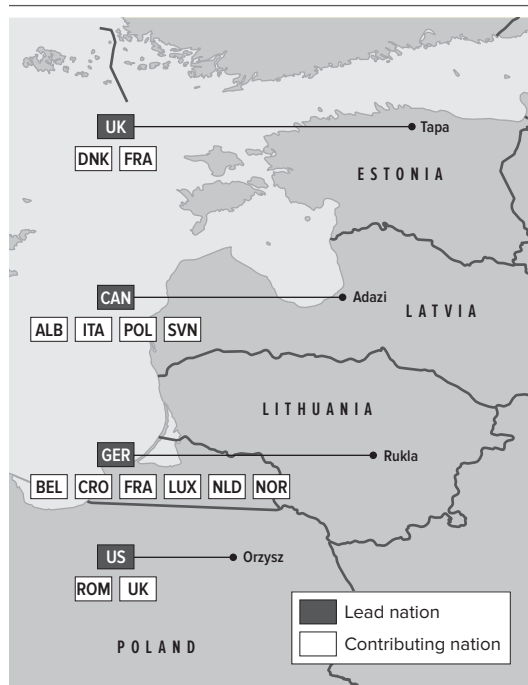 UK
Tapa
DNK FRA
ESTONIA
CAN
Adazi
LATVIA
ALB ITA POL SVN
LITHUANIA
GER
Rukla
BEL CRO FRA LUX NLD NOR
US
Orzysz
ROM UK
Lead nation
Contributing nation
POLAND